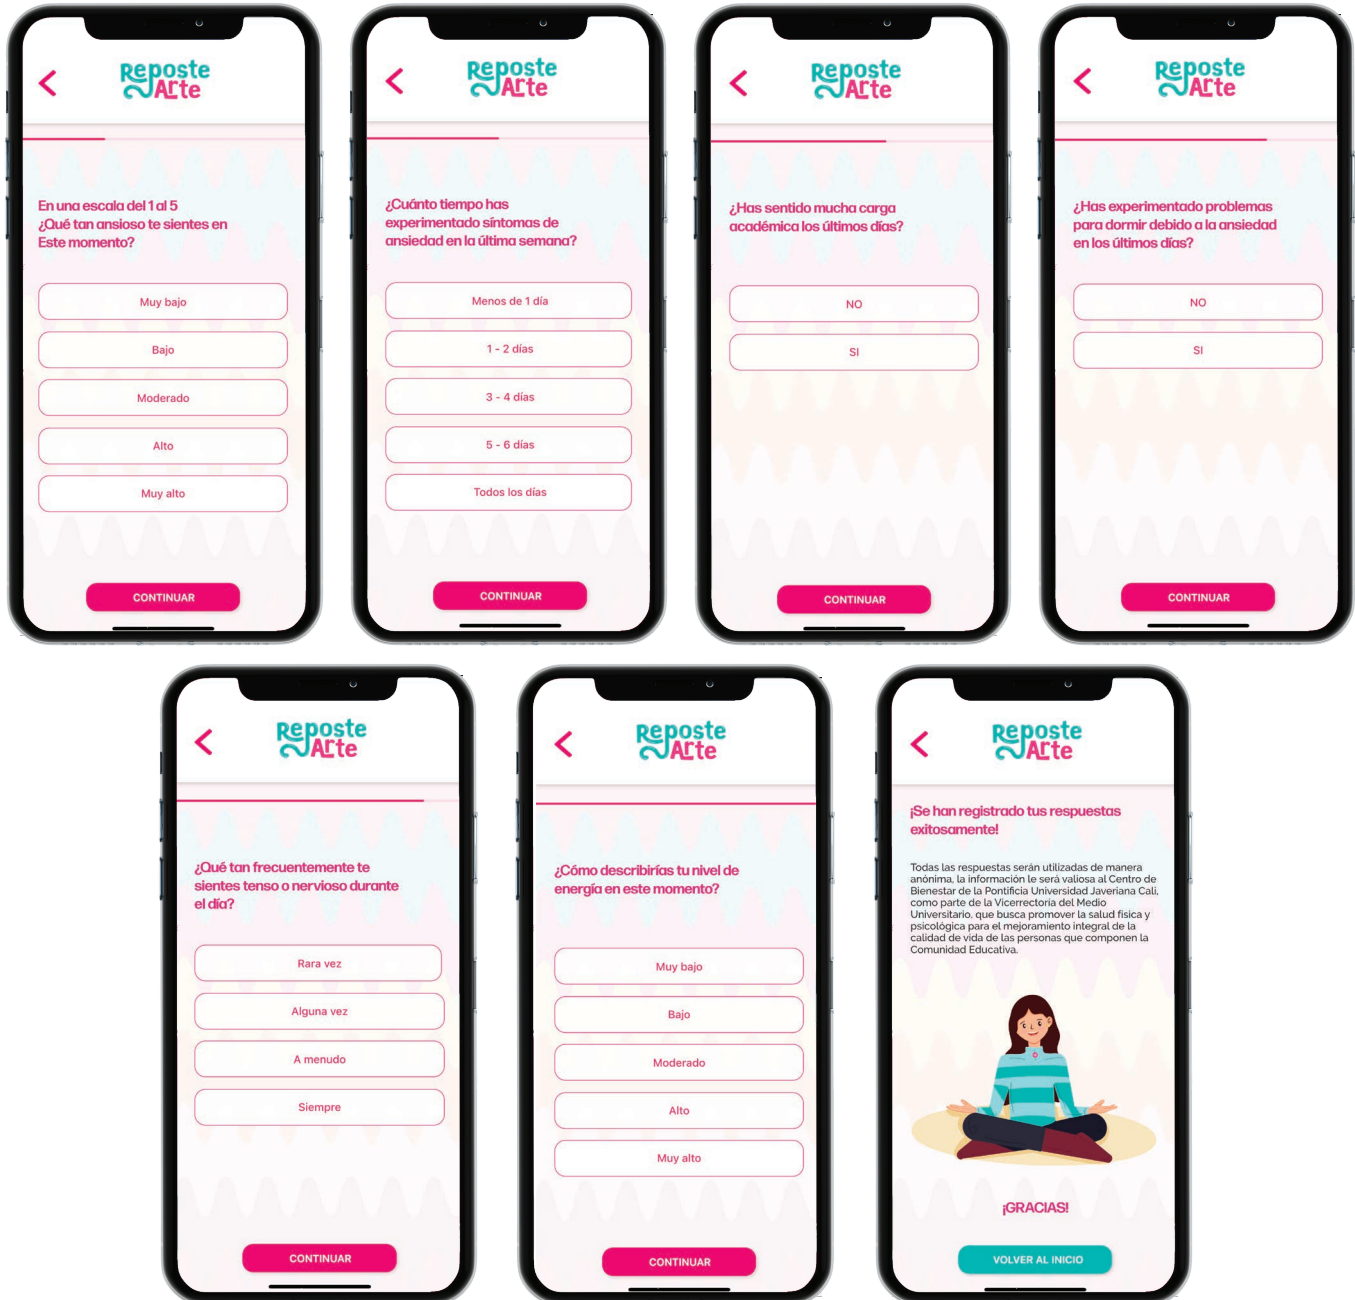 Reposte
Arte
En una escala del 1 al 5
¿Qué tan ansioso te sientes en
Este momento?
Muy bajo
Bajo
Moderado
Alto
Muy alto
CONTINUAR
Reposte
Arte
¿Cuánto tiempo has
experimentado síntomas de
ansiedad en la última semana?
Menos de 1 día
1 - 2 días
3 - 4 días
5 - 6 días
Todos los días
CONTINUAR
Reposte
Arte
¿Has sentido mucha carga
académica los últimos días?
NO
SI
CONTINUAR
Reposte
Arte
¿Has experimentado problemas
para dormir debido a la ansiedad
en los últimos días?
NO
SI
CONTINUAR
Reposte
Arte
¿Qué tan frecuentemente te
sientes tenso o nervioso durante
el día?
Rara vez
Alguna vez
A menudo
Siempre
CONTINUAR
Reposte
Arte
¿Cómo describirías tu nivel de
energía en este momento?
Muy bajo
Bajo
Moderado
Alto
Muy alto
CONTINUAR
Reposte
Arte
¡Se han registrado tus respuestas
exitosamente!
Todas las respuestas serán utilizadas de manera
anónima, la información le será valiosa al Centro de
Bienestar de la Pontificia Universidad Javeriana Cali,
como parte de la Vicerrectoría del Medio
Universitario, que busca promover la salud física y
psicológica para el mejoramiento integral de la
calidad de vida de las personas que componen la
Comunidad Educativa.
¡GRACIAS!
VOLVER AL INICIO